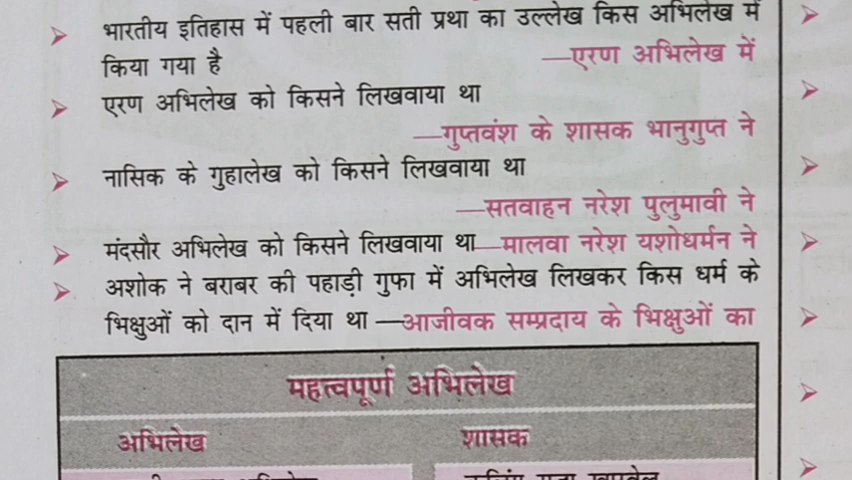 भारतीय इतिहास में पहली बार सती प्रथा का उल्लेख किस अभिलेख में
किया गया है —एरण अभिलेख में
एरण अभिलेख को किसने लिखवाया था
—गुप्तवंश के शासक भानुगुप्त ने
नासिक के गुहालेख को किसने लिखवाया था
—सतवाहन नरेश पुलुमावी ने
मंदसौर अभिलेख को किसने लिखवाया था—मालवा नरेश यशोधर्मन ने
अशोक ने बराबर की पहाड़ी गुफा में अभिलेख लिखकर किस धर्म के
भिक्षुओं को दान में दिया था —आजीवक सम्प्रदाय के भिक्षुओं का
महत्वपूर्ण अभिलेख
अभिलेख शासक